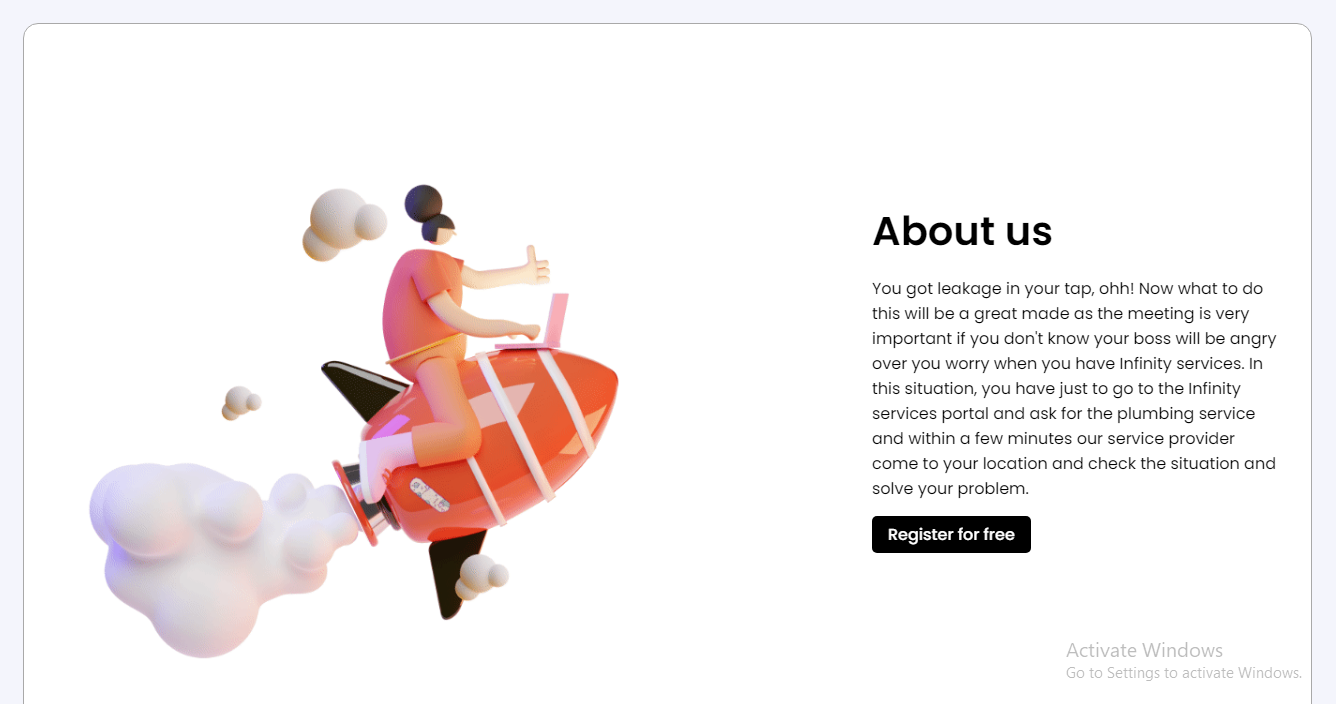 About us
You got leakage in your tap, ohh! Now what to do
this will be a great made as the meeting is very
important if you don't know your boss will be angry
over you worry when you have Infinity services. In
this situation, you have just to go to the Infinity
services portal and ask for the plumbing service
and within a few minutes our service provider
come to your location and check the situation and
solve your problem.
Register for free
Activate Windows
Go to Settings to activate Windows.